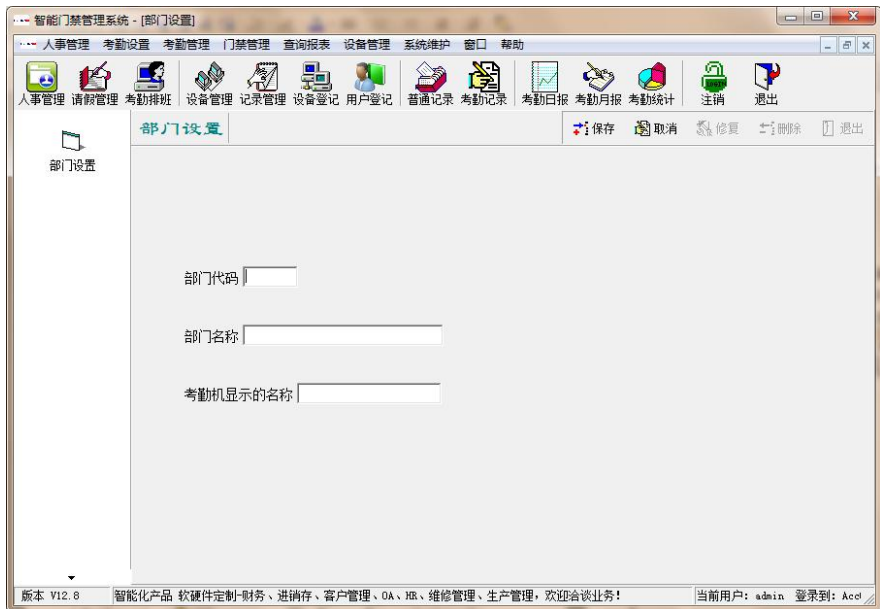 智能门禁管理系统 - [部门设置]
人事管理 考勤设置 考勤管理 门禁管理 查询报表 设备管理 系统维护 窗口 帮助
人事管理 请假管理 考勤排班 设备管理 记录管理 设备登记 用户登记 普通记录 考勤记录 考勤日报 考勤月报 考勤统计 注销 退出
部门设置 保存 取消 修复 删除 退出
部门设置
部门代码
部门名称
考勤机显示的名称
版本 V12.8 智能化产品 软硬件定制-财务、进销存、客户管理、OA、HR、维修管理、生产管理,欢迎洽谈业务! 当前用户: admin 登录到: Acc